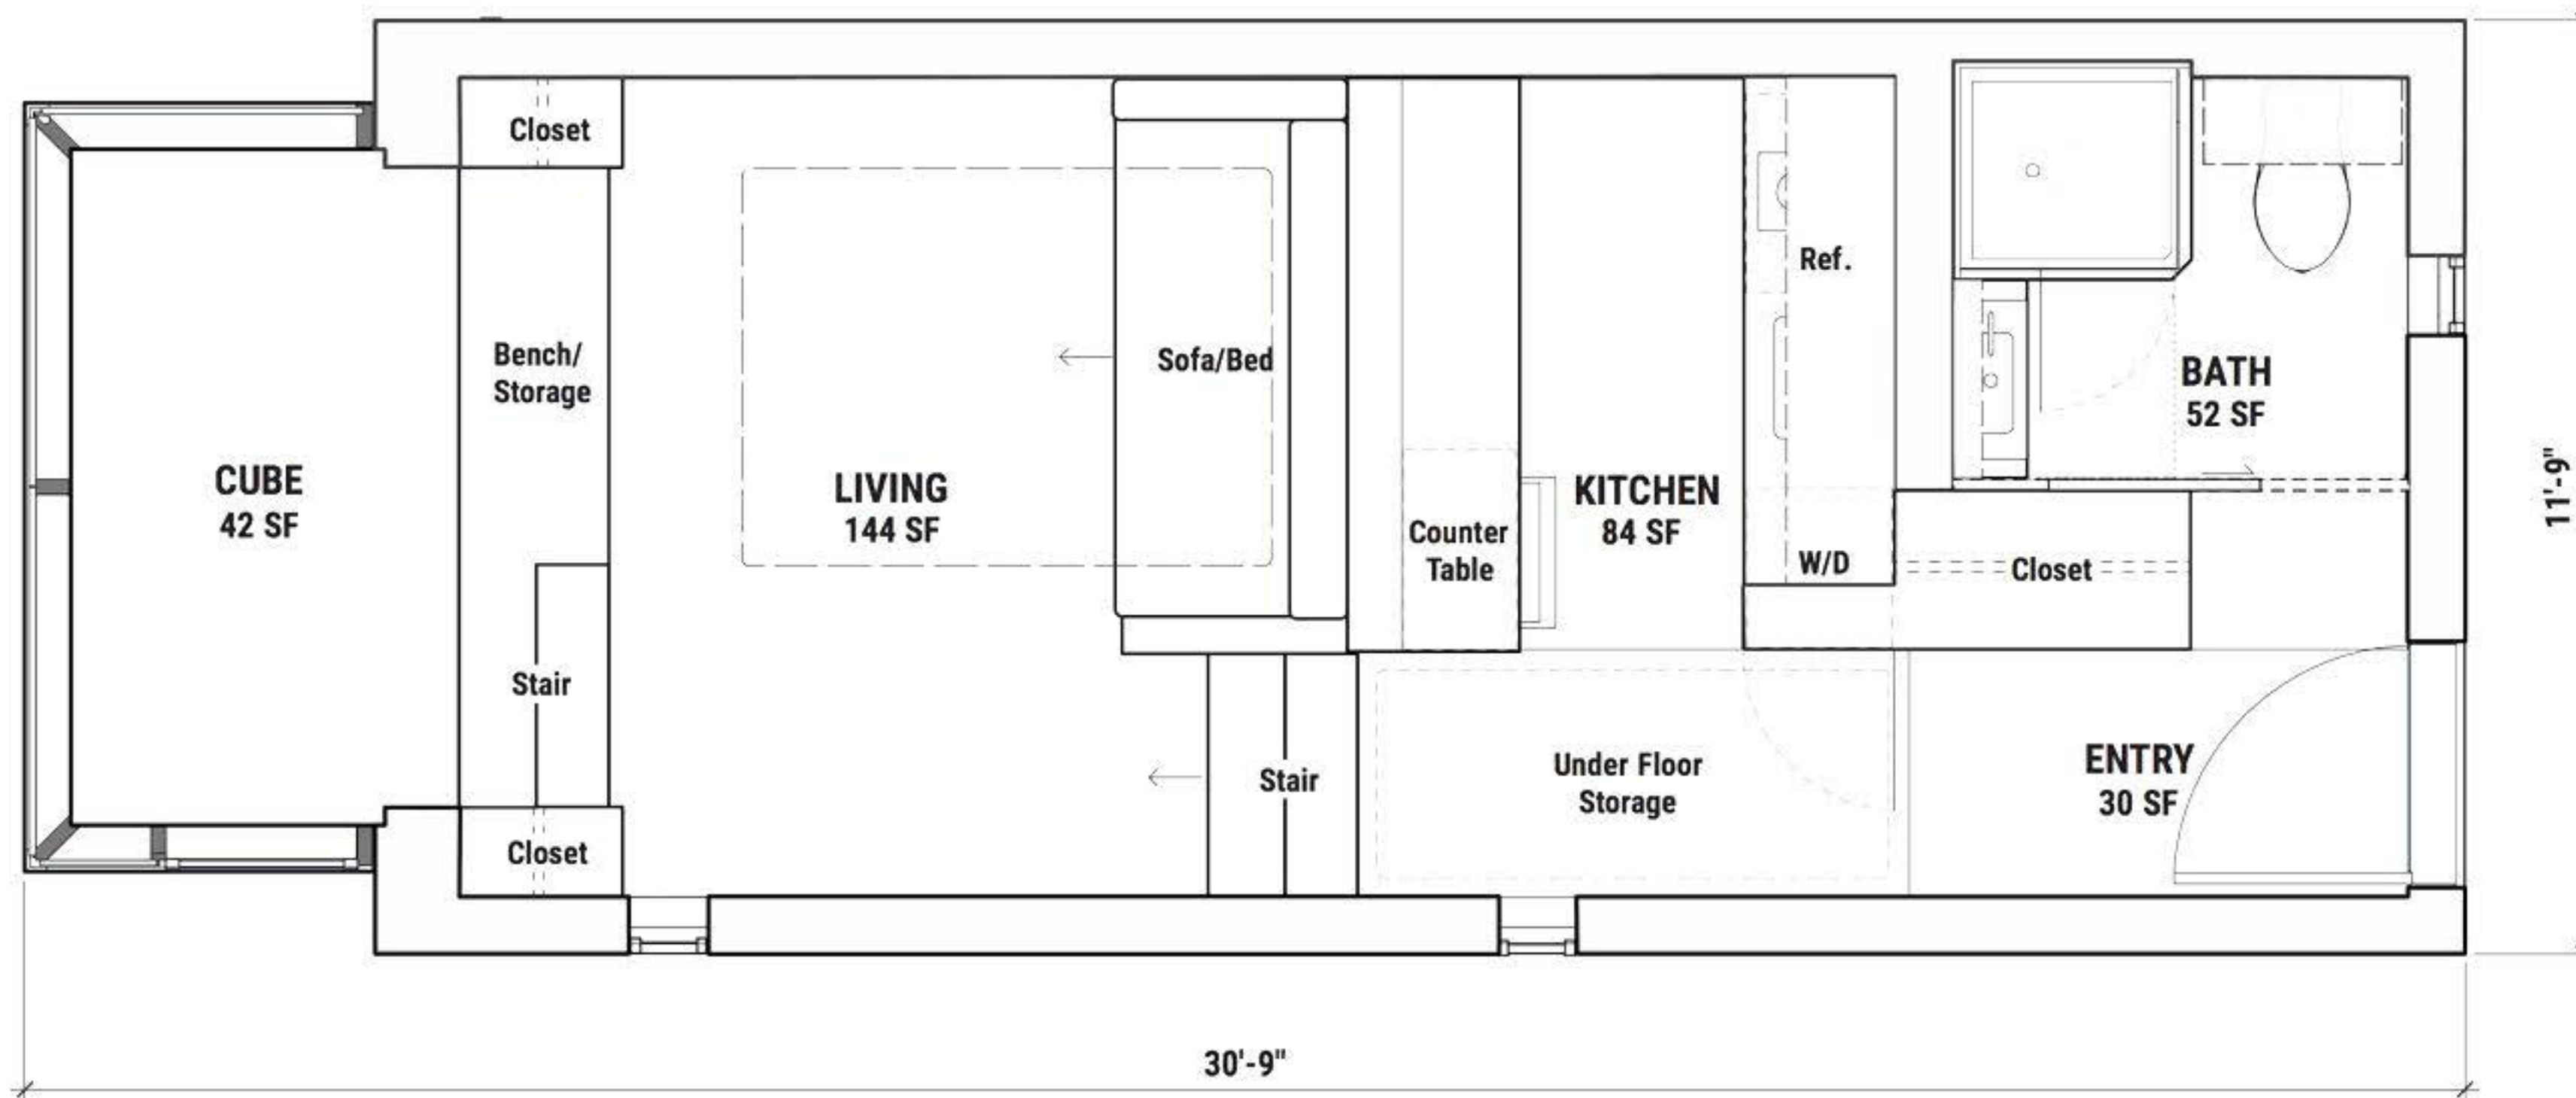 Closet
Bench/
Storage
CUBE
42 SF
Stair
Closet
LIVING
144 SF
Sofa/Bed
Stair
Counter
Table
KITCHEN
84 SF
Ref.
W/D
Under Floor
Storage
Closet
BATH
52 SF
ENTRY
30 SF
11'-9"
30'-9"